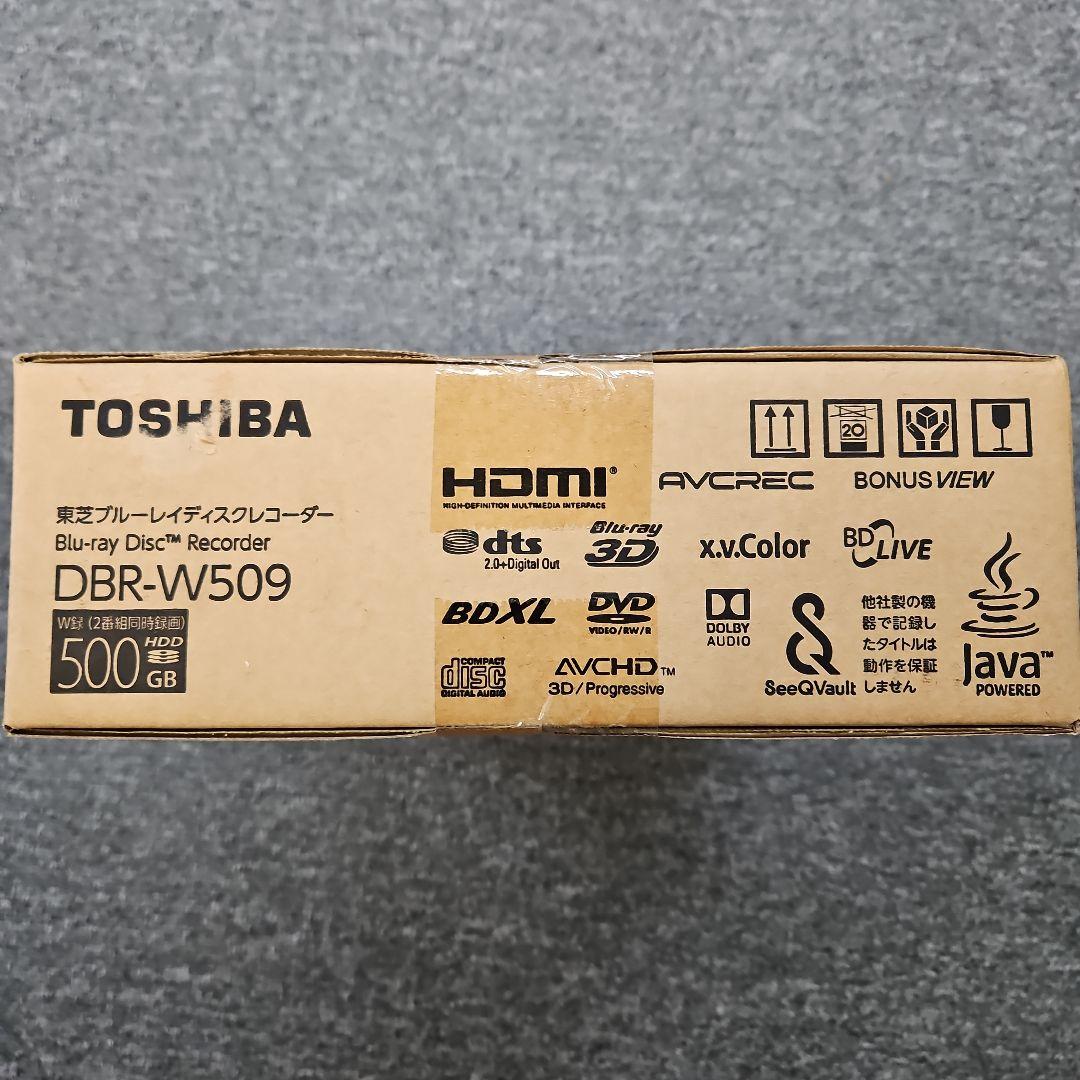 TOSHIBA
東芝ブルーレイディスクレコーダー
Blu-ray Disc™ Recorder
DBR-W509
W録(2番組同時録画)
500 HDD
GB
20
HDMI®
HIGH-DEFINITION MULTIMEDIA INTERFACE
AVCREC
BONUS VIEW
dts
2.0+Digital Out
Blu-ray
3D
x.v.Color
BD LIVE
BDXL
DVD
VIDEO/RW/R
DOLBY
AUDIO
COMPACT
disc
DIGITAL AUDIO
AVCHD™
3D/Progressive
SeeQVault
他社製の機
器で記録し
たタイトルは
動作を保証
しません
Java™
POWERED